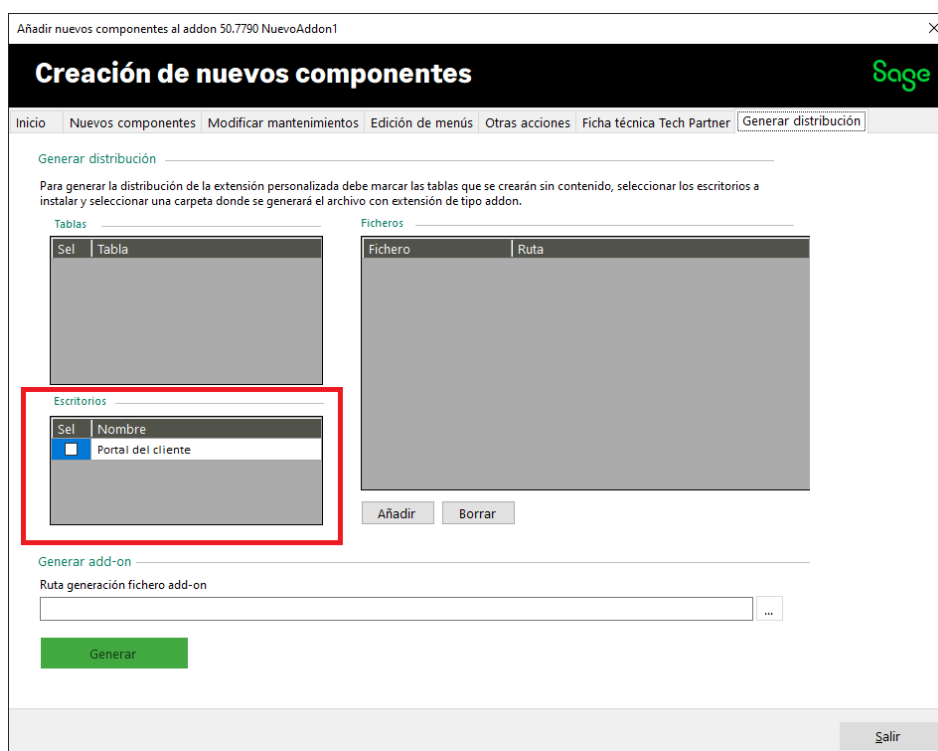 Añadir nuevos componentes al addon 50.7790 NuevoAddon1
Creación de nuevos componentes
Sage
Inicio Nuevos componentes Modificar mantenimientos Edición de menús Otras acciones Ficha técnica Tech Partner Generar distribución
Generar distribución
Para generar la distribución de la extensión personalizada debe marcar las tablas que se crearán sin contenido, seleccionar los escritorios a
instalar y seleccionar una carpeta donde se generará el archivo con extensión de tipo addon.
Tablas
Sel Tabla
Ficheros
Fichero Ruta
Escritorios
Sel Nombre
Portal del cliente
Añadir Borrar
Generar add-on
Ruta generación fichero add-on
...
Generar
Salir